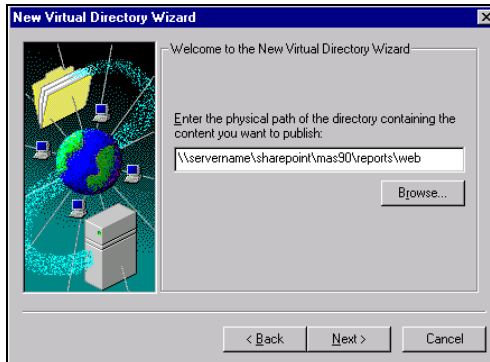 New Virtual Directory Wizard
Welcome to the New Virtual Directory Wizard
Enter the physical path of the directory containing the
content you want to publish:
\\servername\sharepoint\mas90\reports\web
Browse...
< Back
Next >
Cancel